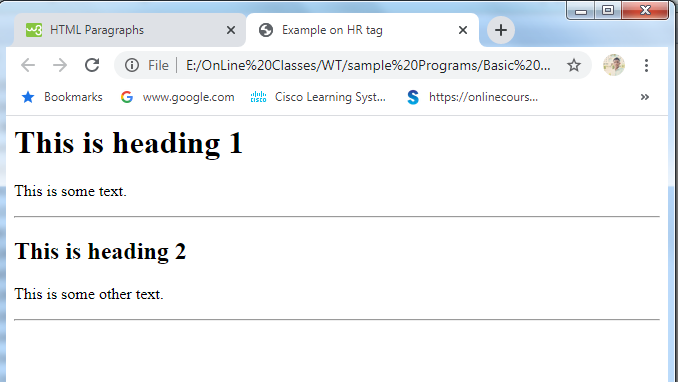 HTML Paragraphs
Example on HR tag
File E:/OnLine%20Classes/WT/sample%20Programs/Basic%20...
Bookmarks www.google.com Cisco Learning Syst... https://onlinecours...
This is heading 1
This is some text.
This is heading 2
This is some other text.